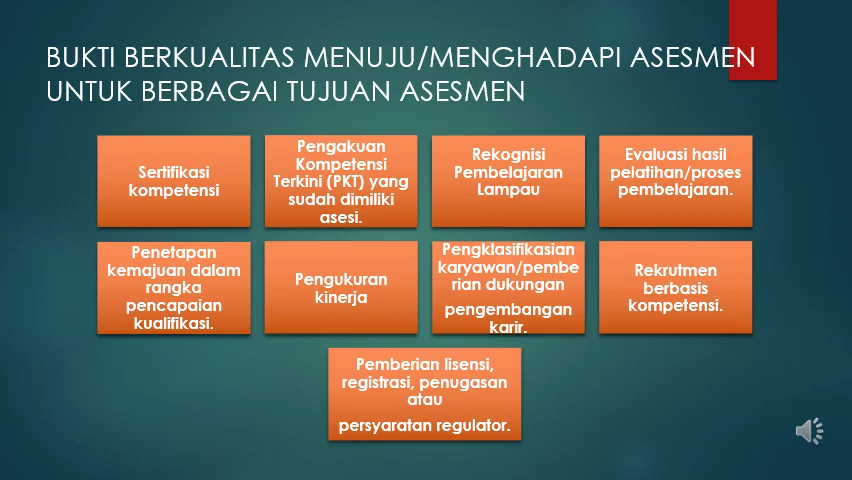 BUKTI BERKUALITAS MENUJU/MENGHADAPI ASESMEN
UNTUK BERBAGAI TUJUAN ASESMEN
Sertifikasi
kompetensi
Pengakuan
Kompetensi
Terkini (PKT) yang
sudah dimiliki
asesi.
Rekognisi
Pembelajaran
Lampau
Evaluasi hasil
pelatihan/proses
pembelajaran.
Penetapan
kemajuan dalam
rangka
pencapaian
kualifikasi.
Pengukuran
kinerja
Pengklasifikasian
karyawan/pembe
rian dukungan
pengembangan
karir.
Rekrutmen
berbasis
kompetensi.
Pemberian lisensi,
registrasi, penugasan
atau
persyaratan regulator.